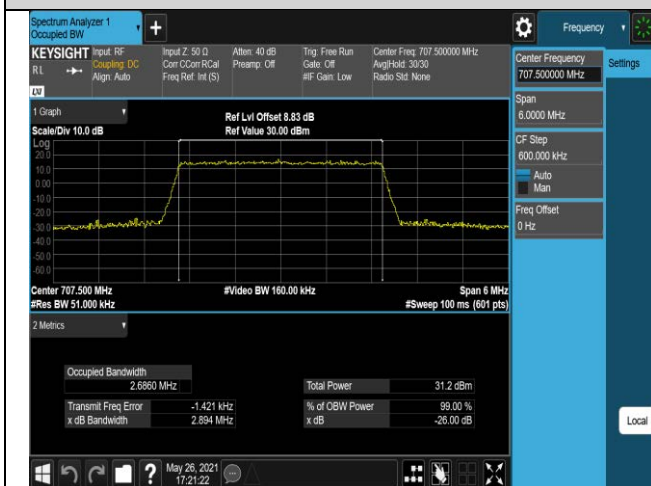 Spectrum Analyzer 1
Occupied BW
Frequency
KEYSIGHT
RL
LXI
Input: RF
Coupling: DC
Align: Auto
Input Z: 50 Ω
Corr CCorr RCal
Freq Ref: Int (S)
Atten: 40 dB
Preamp: Off
Trig: Free Run
Gate: Off
#IF Gain: Low
Center Freq: 707.500000 MHz
Avg|Hold: 30/30
Radio Std: None
Center Frequency
707.500000 MHz
Settings
Span
6.0000 MHz
CF Step
600.000 kHz
Auto
Man
Freq Offset
0 Hz
1 Graph
Scale/Div 10.0 dB
Ref Lvl Offset 8.83 dB
Ref Value 30.00 dBm
Log
20.0
10.0
0.00
-10.0
-20.0
-30.0
-40.0
-50.0
-60.0
Center 707.500 MHz
#Res BW 51.000 kHz
#Video BW 160.00 kHz
Span 6 MHz
#Sweep 100 ms (601 pts)
2 Metrics
Occupied Bandwidth
2.6860 MHz
Transmit Freq Error -1.421 kHz
x dB Bandwidth 2.894 MHz
Total Power 31.2 dBm
% of OBW Power 99.00 %
x dB -26.00 dB
Local
?
May 26, 2021
17:21:22